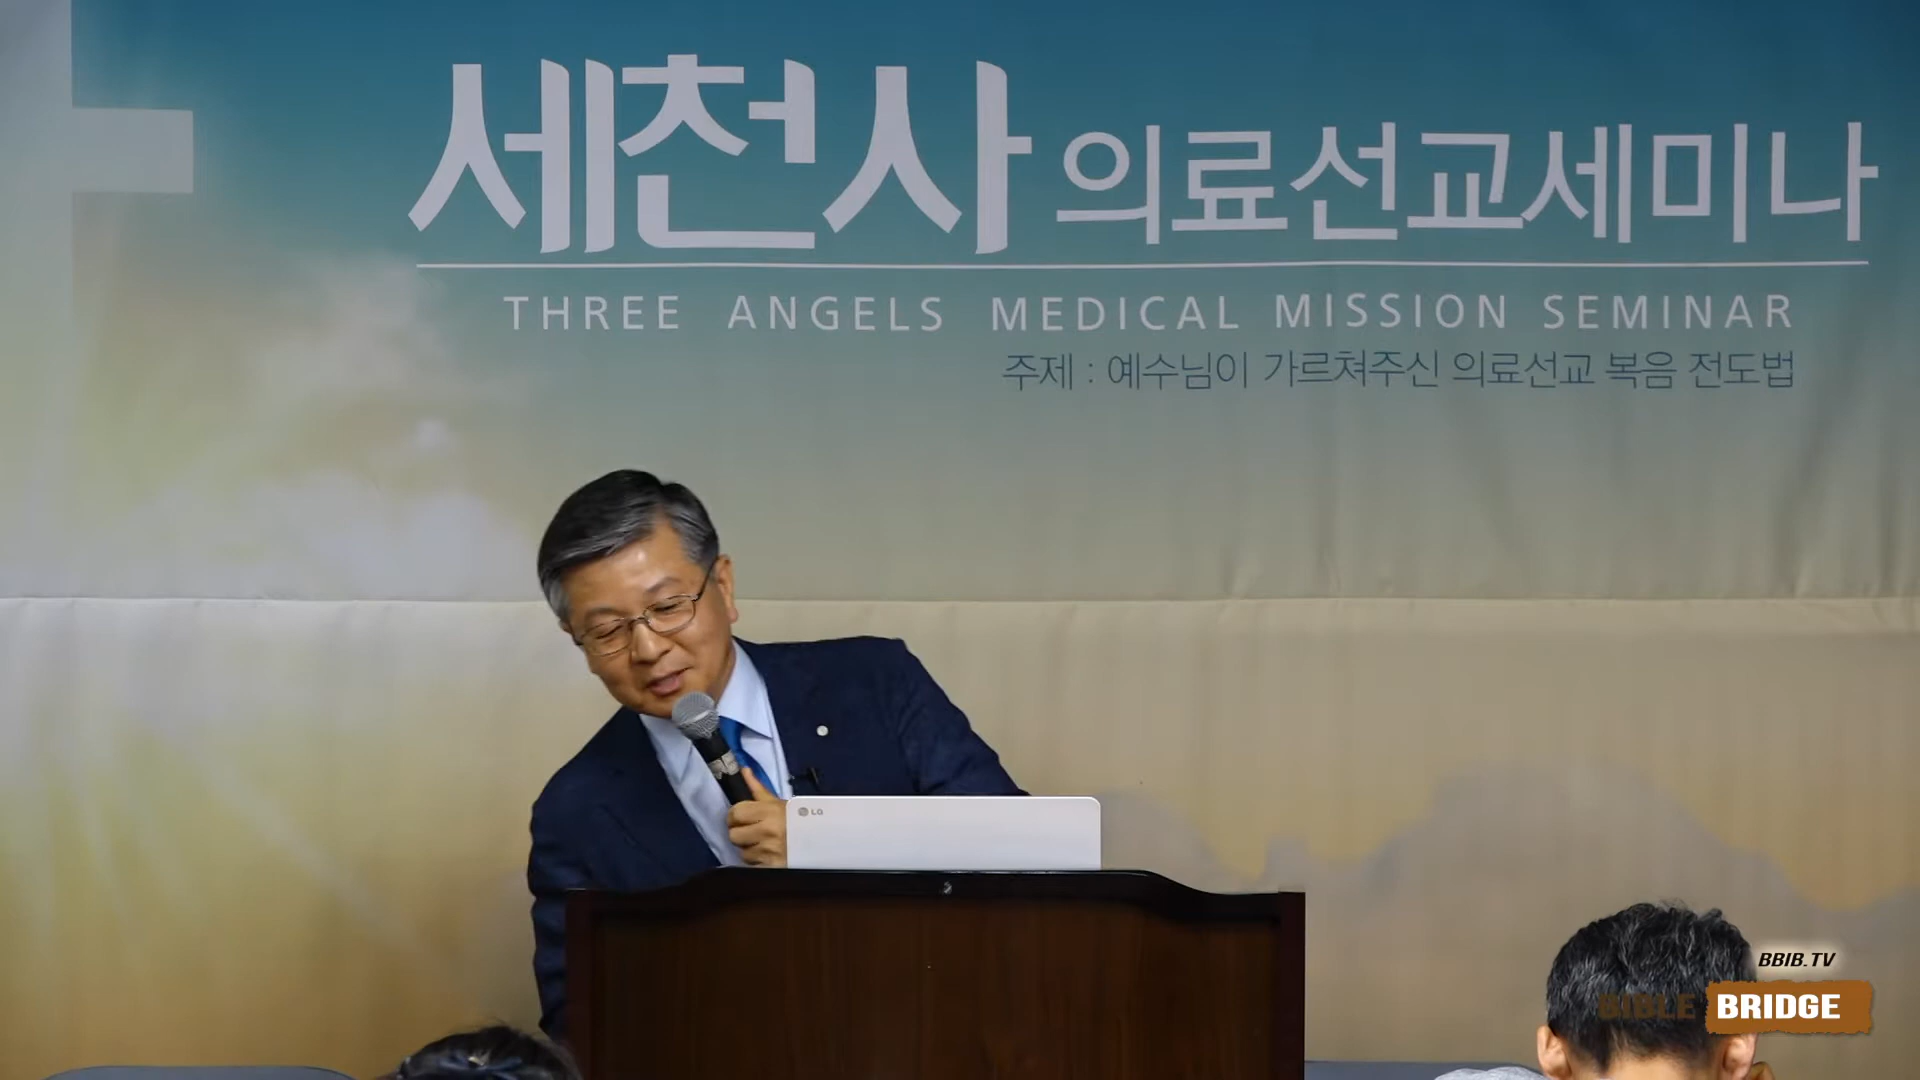 세천사 의료선교세미나
THREE ANGELS MEDICAL MISSION SEMINAR
주제 : 예수님이 가르쳐주신 의료선교 복음 전도법
LG
BBIB.TV
BIBLE BRIDGE